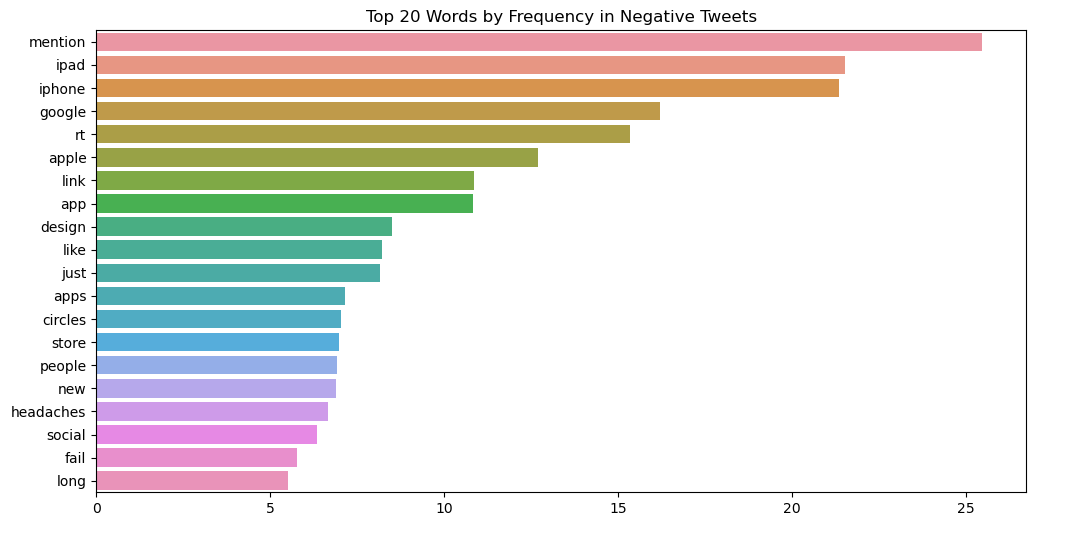 Top 20 Words by Frequency in Negative Tweets
mention
ipad
iphone
google
rt
apple
link
app
design
like
just
apps
circles
store
people
new
headaches
social
fail
long
0 5 10 15 20 25